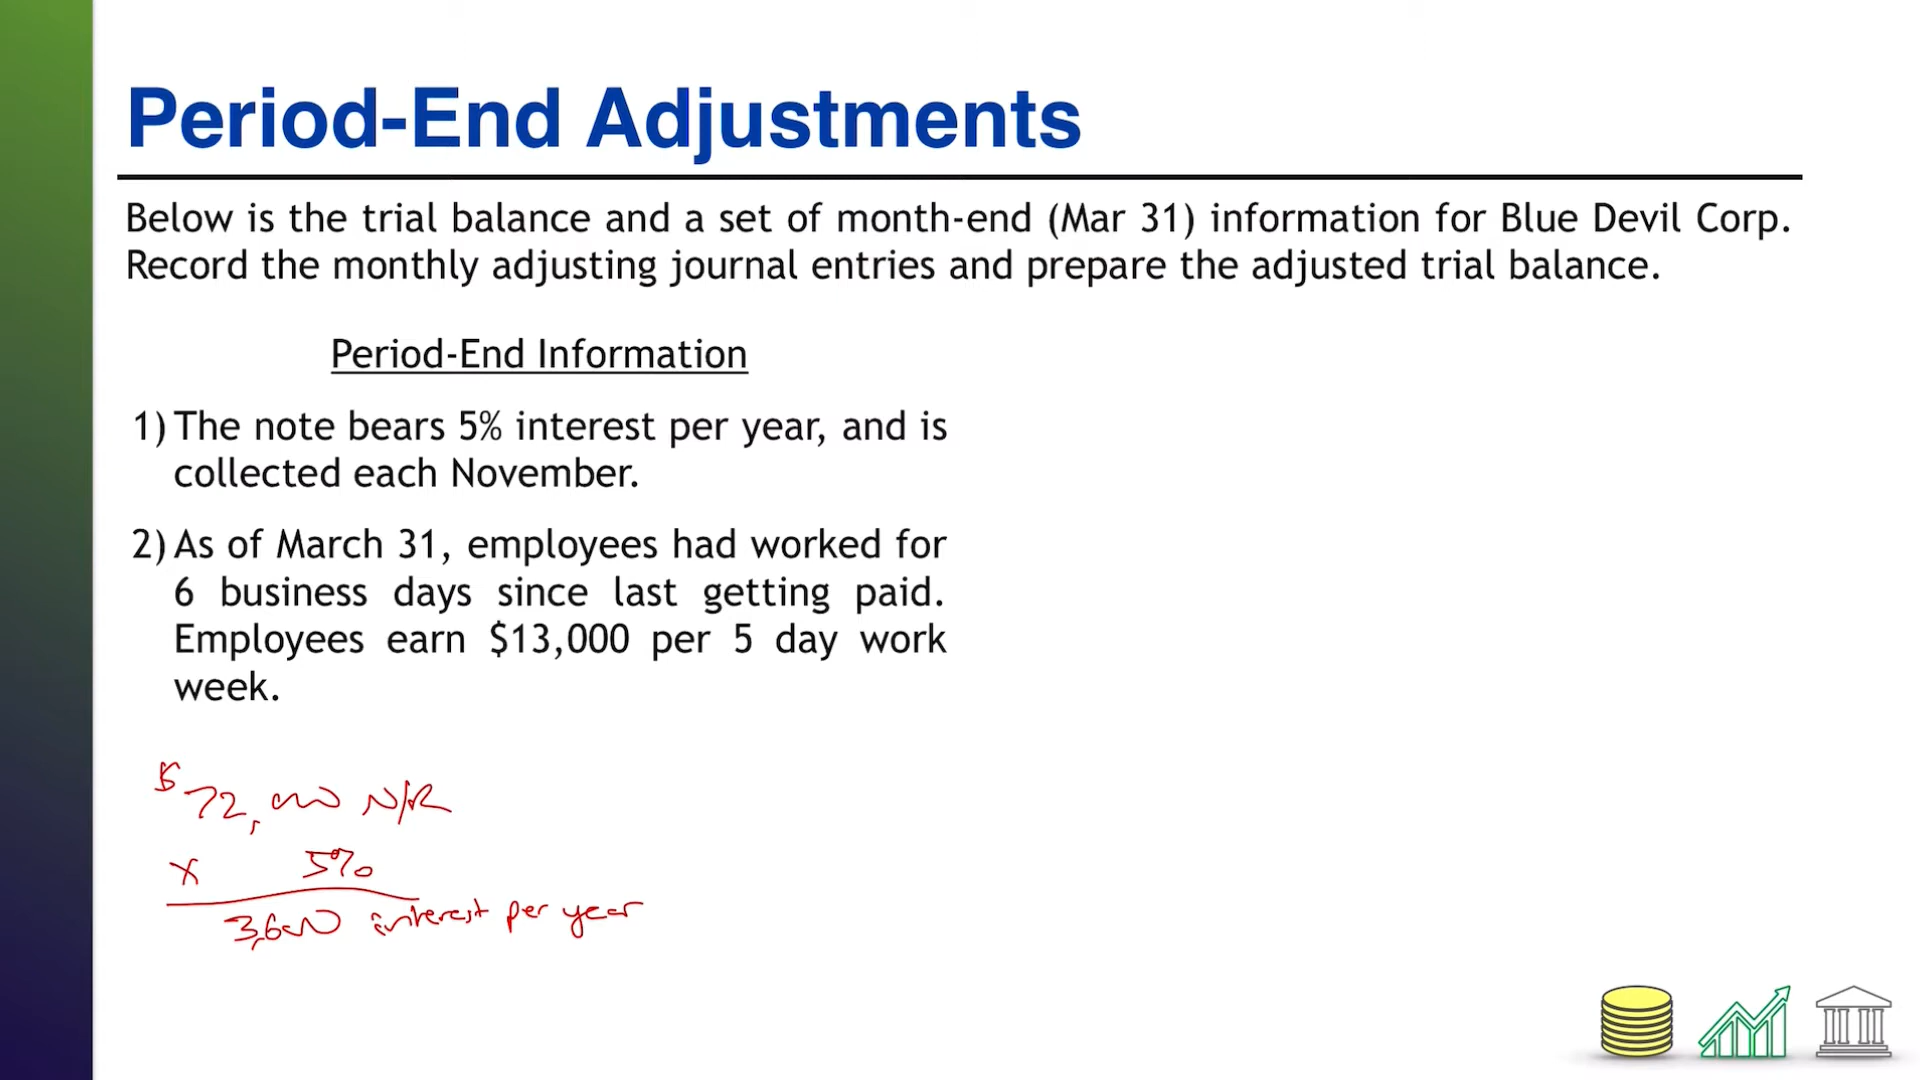 Period-End Adjustments
Below is the trial balance and a set of month-end (Mar 31) information for Blue Devil Corp.
Record the monthly adjusting journal entries and prepare the adjusted trial balance.
Period-End Information
1) The note bears 5% interest per year, and is
collected each November.
2) As of March 31, employees had worked for
6 business days since last getting paid.
Employees earn $13,000 per 5 day work
week.
$72,000 N/R
x 5%
3,600 interest per year